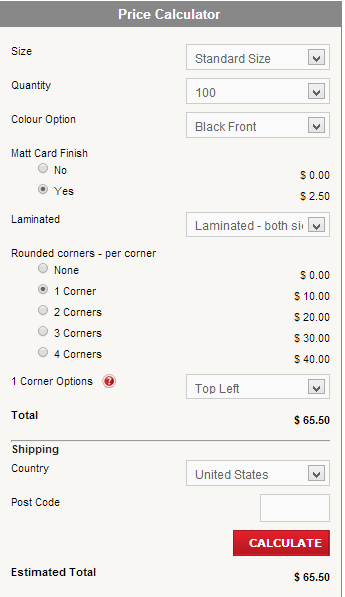 Price Calculator
Size Standard Size
Quantity 100
Colour Option Black Front
Matt Card Finish
No $ 0.00
Yes $ 2.50
Laminated Laminated - both si
Rounded corners - per corner
None $ 0.00
1 Corner $ 10.00
2 Corners $ 20.00
3 Corners $ 30.00
4 Corners $ 40.00
1 Corner Options ? Top Left
Total $ 65.50
Shipping
Country United States
Post Code
CALCULATE
Estimated Total $ 65.50